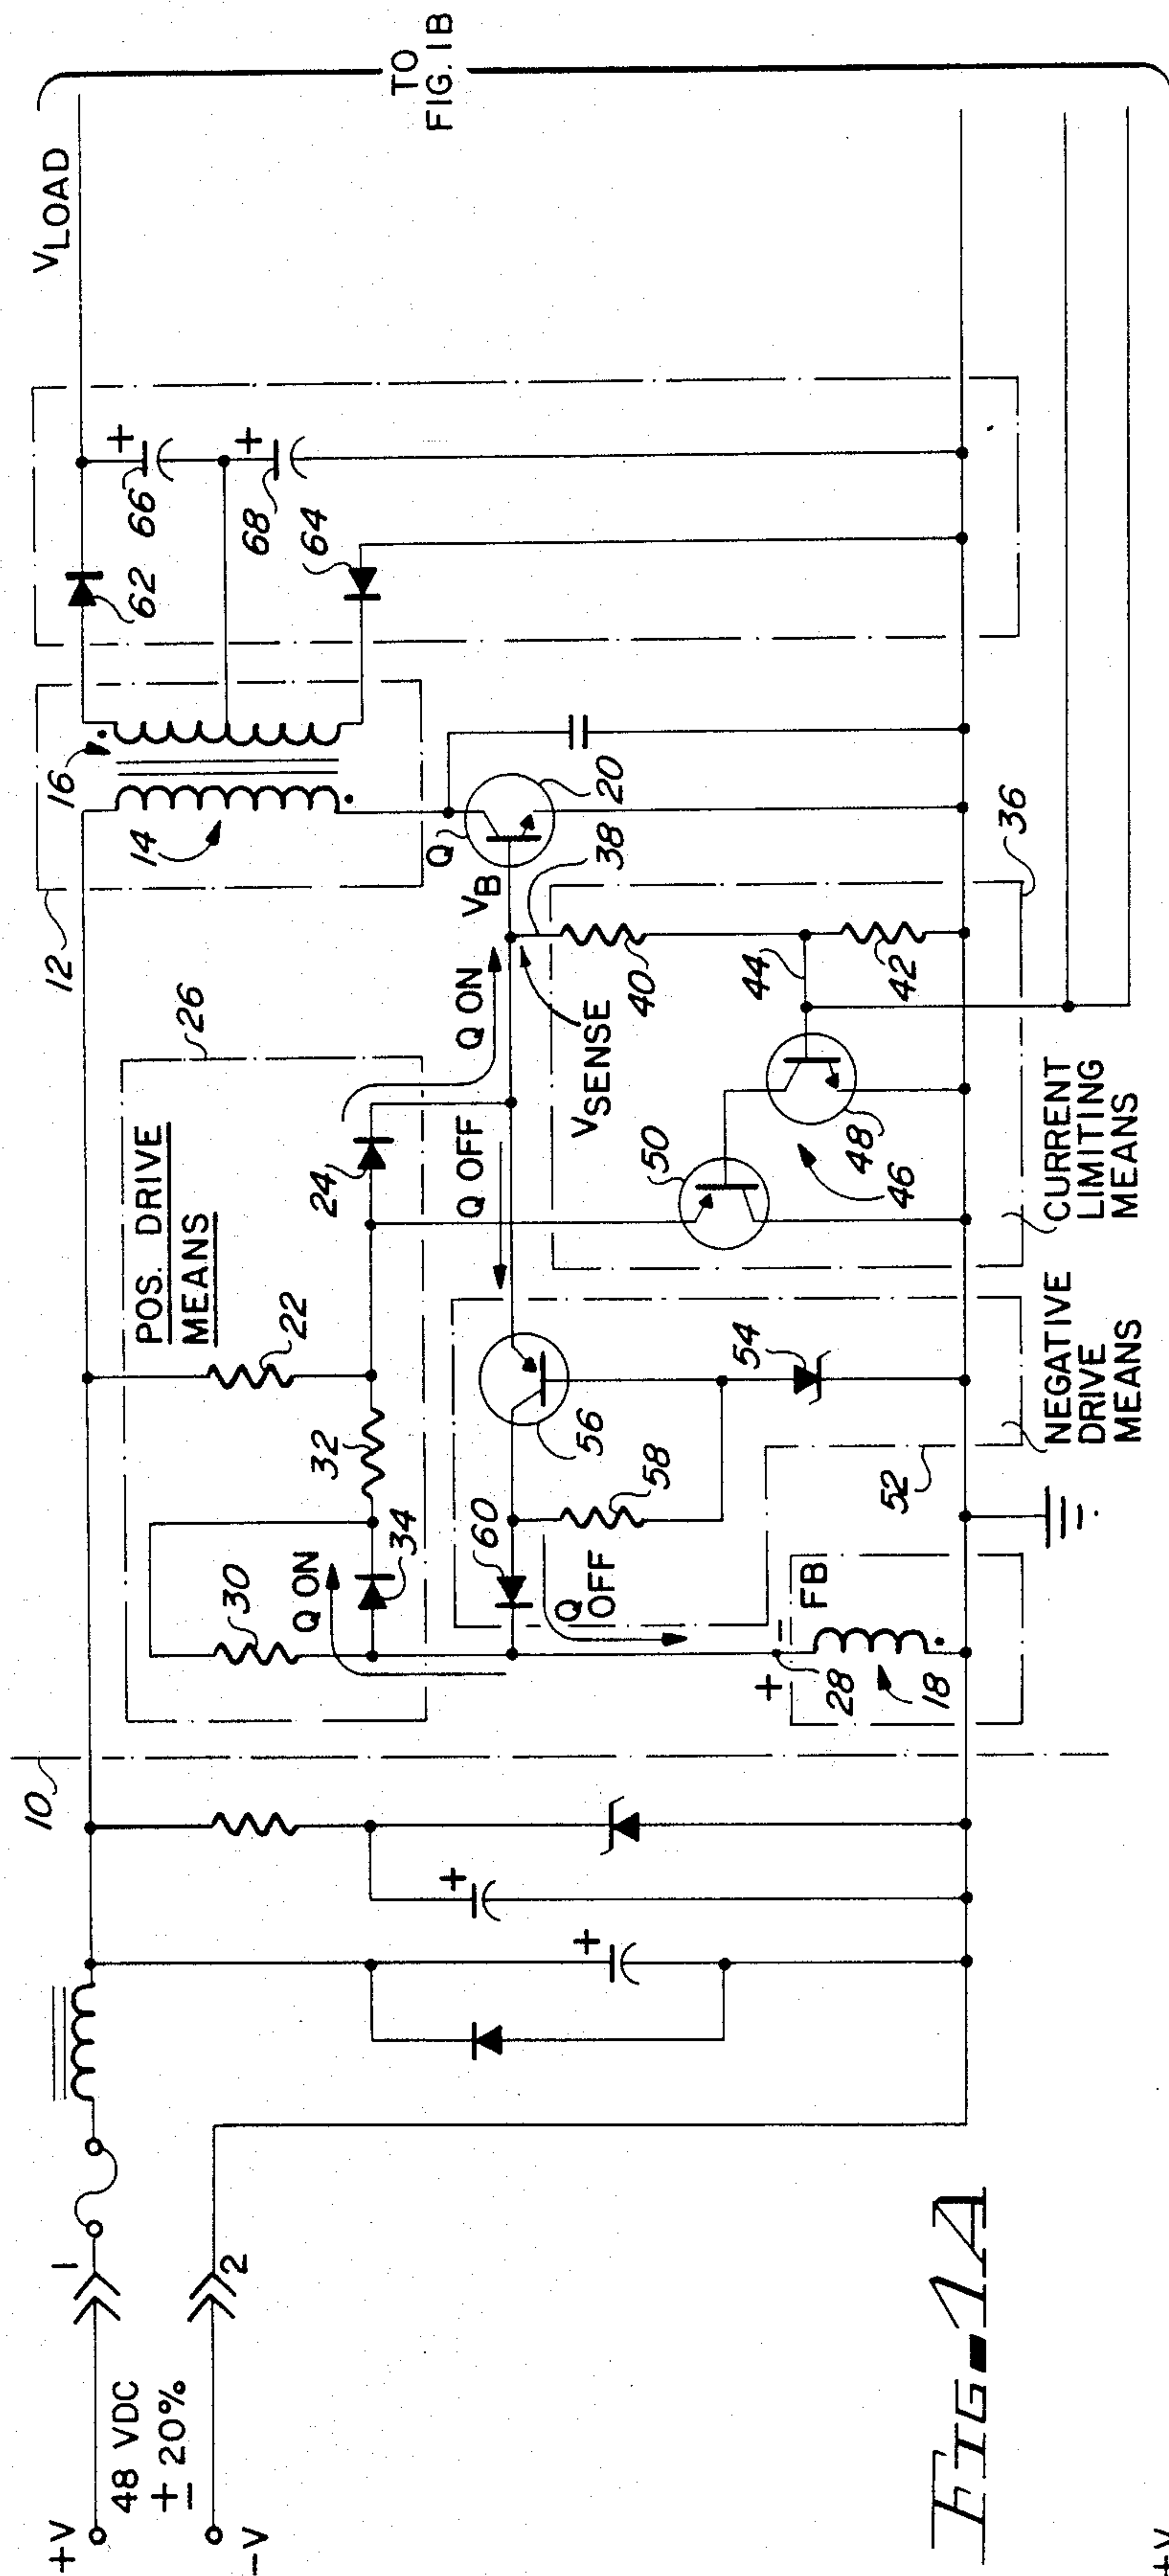 +V
48 VDC
± 20%
-V
1
2
10
12
14
16
V LOAD
TO
FIG. 1B
62
66
68
64
26
POS. DRIVE
MEANS
22
24
30
32
34
Q ON
Q ON
Q OFF
VB
Q
20
38
36
V SENSE
40
42
44
46
48
50
CURRENT
LIMITING
MEANS
52
54
56
58
60
Q
OFF
NEGATIVE
DRIVE
MEANS
FB
+
-
28
18
+
+
+
+
FIG-1A
+V